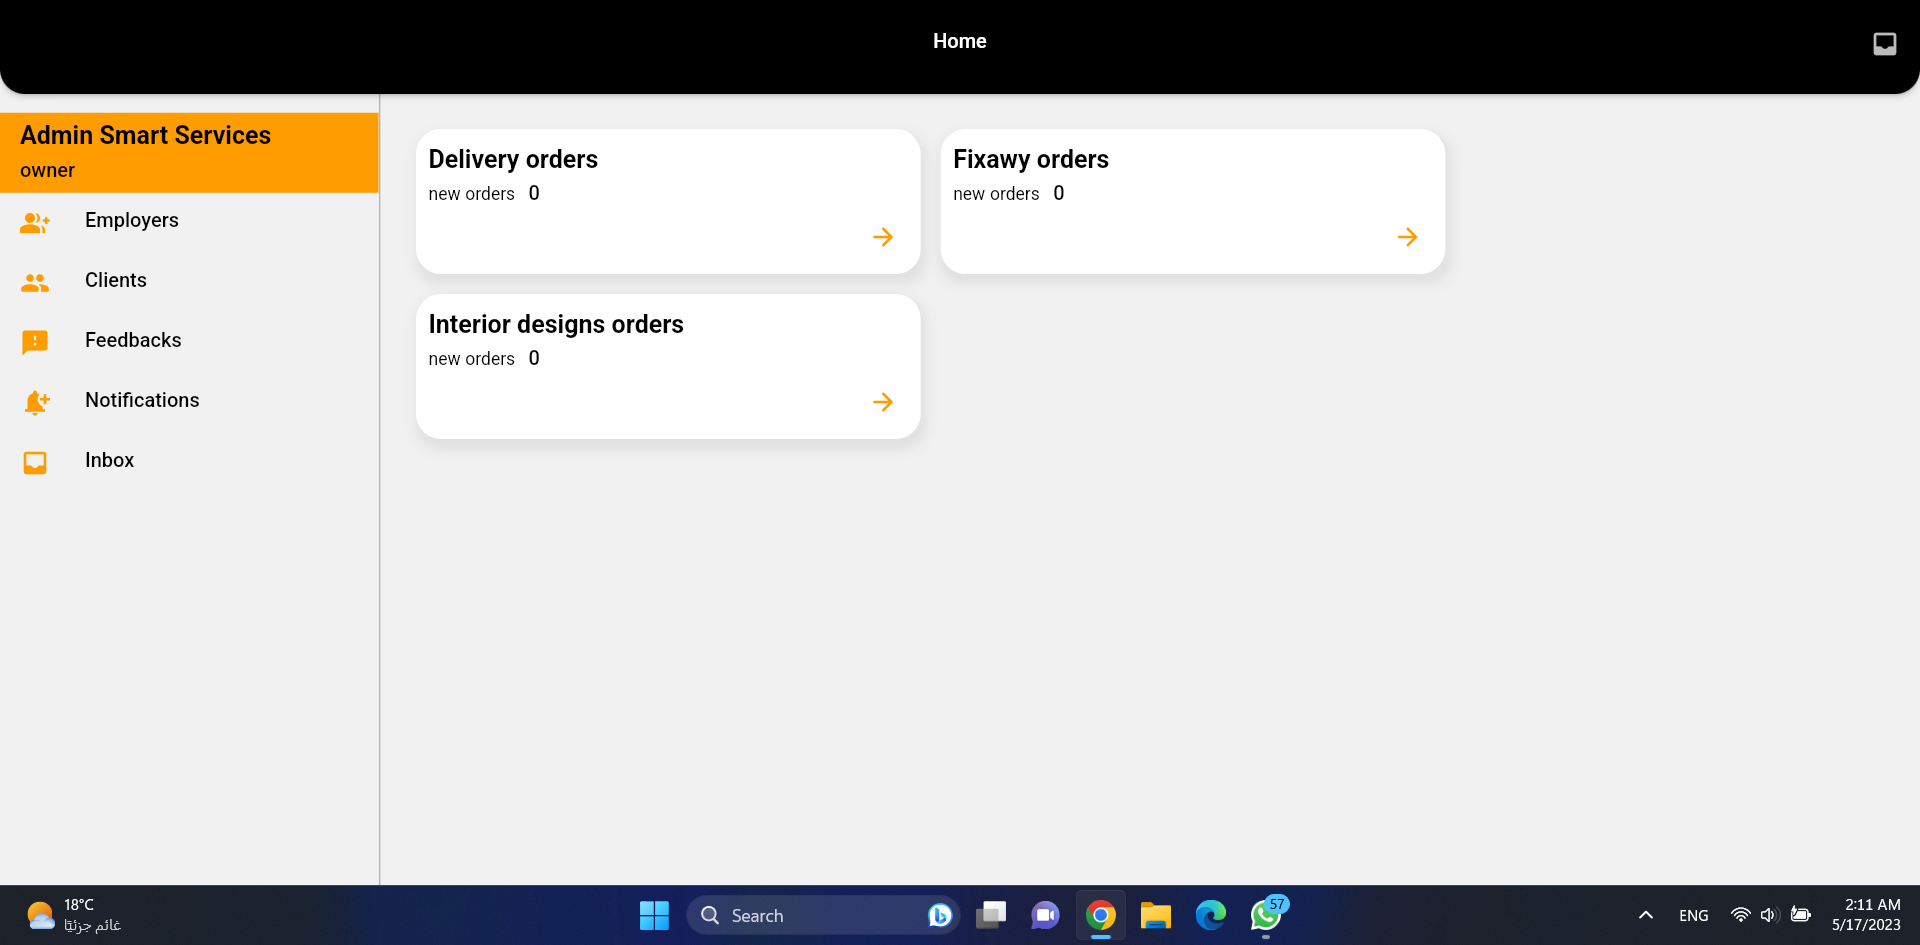 Home
Admin Smart Services
owner
Employers
Clients
Feedbacks
Notifications
Inbox
Delivery orders
new orders 0
Fixawy orders
new orders 0
Interior designs orders
new orders 0
18°C
غائم جزئيًا
Search
57
ENG
2:11 AM
5/17/2023